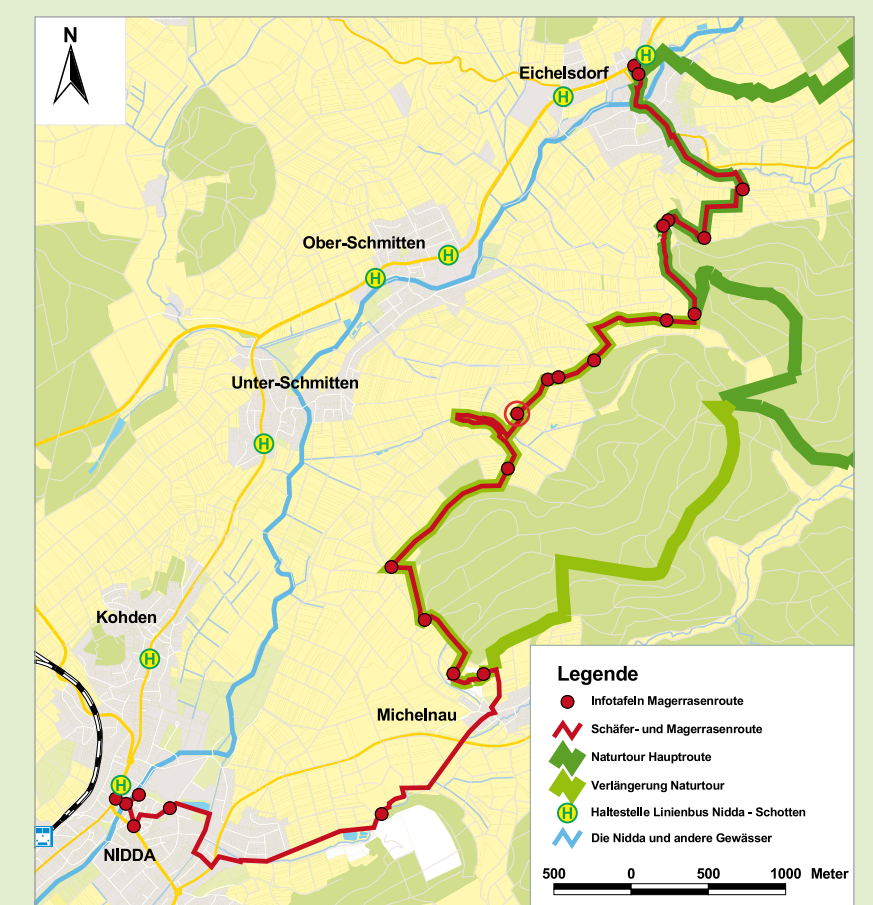 N
Eichelsdorf
H
H
Ober-Schmitten
H
H
Unter-Schmitten
H
Kohden
H
Michelnau
H
NIDDA
Legende
Infotafeln Magerrasenroute
Schäfer- und Magerrasenroute
Naturtour Hauptroute
Verlängerung Naturtour
H Haltestelle Linienbus Nidda - Schotten
Die Nidda und andere Gewässer
500 0 500 1000 Meter